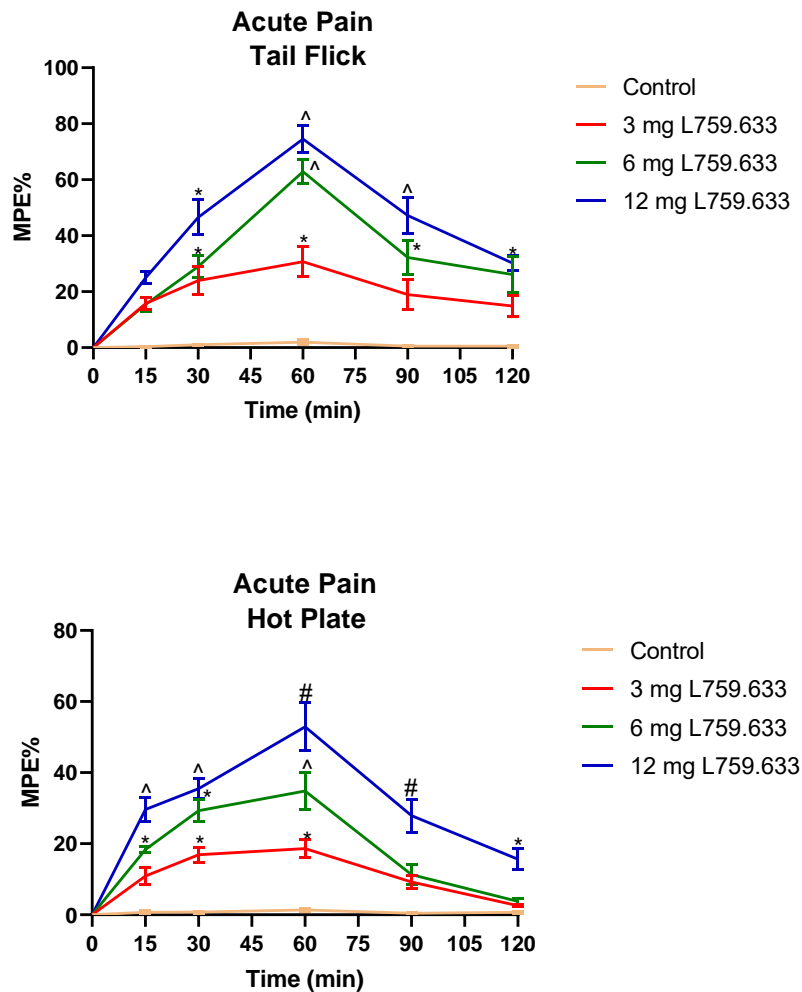 Acute Pain
Tail Flick
MPE%
100
80
60
40
20
0
^
^
*
*
*
^
*
*
0 15 30 45 60 75 90 105 120
Time (min)
Control
3 mg L759.633
6 mg L759.633
12 mg L759.633
Acute Pain
Hot Plate
MPE%
80
60
40
20
0
#
^
^
*
^
#
*
*
*
*
0 15 30 45 60 75 90 105 120
Time (min)
Control
3 mg L759.633
6 mg L759.633
12 mg L759.633